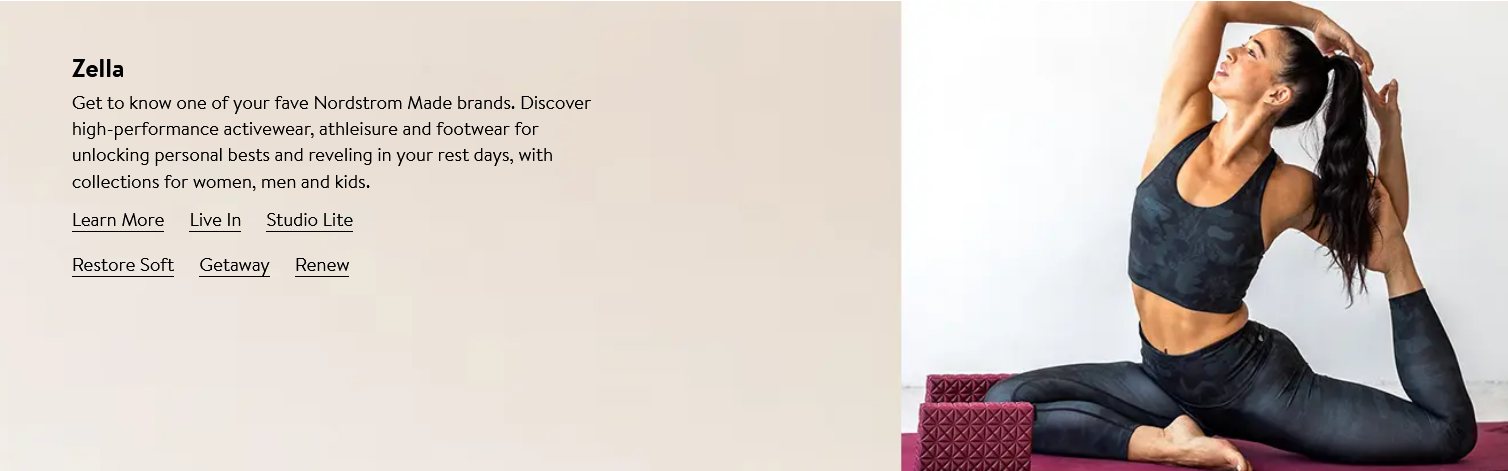 Zella
Get to know one of your fave Nordstrom Made brands. Discover
high-performance activewear, athleisure and footwear for
unlocking personal bests and reveling in your rest days, with
collections for women, men and kids.
Learn More Live In Studio Lite
Restore Soft Getaway Renew